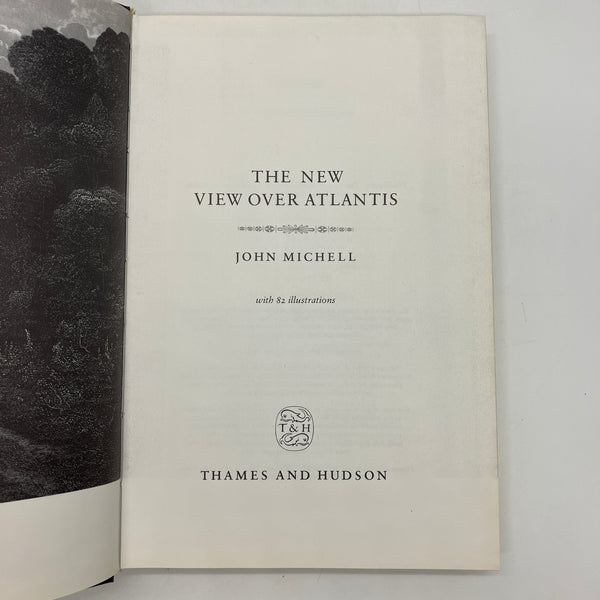 THE NEW
VIEW OVER ATLANTIS
JOHN MICHELL
with 82 illustrations
T & H
THAMES AND HUDSON